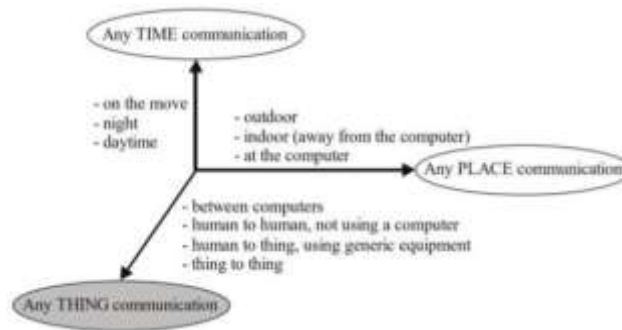 Any TIME communication
- on the move
- night
- daytime
- outdoor
- indoor (away from the computer)
- at the computer
Any PLACE communication
- between computers
- human to human, not using a computer
- human to thing, using generic equipment
- thing to thing
Any THING communication